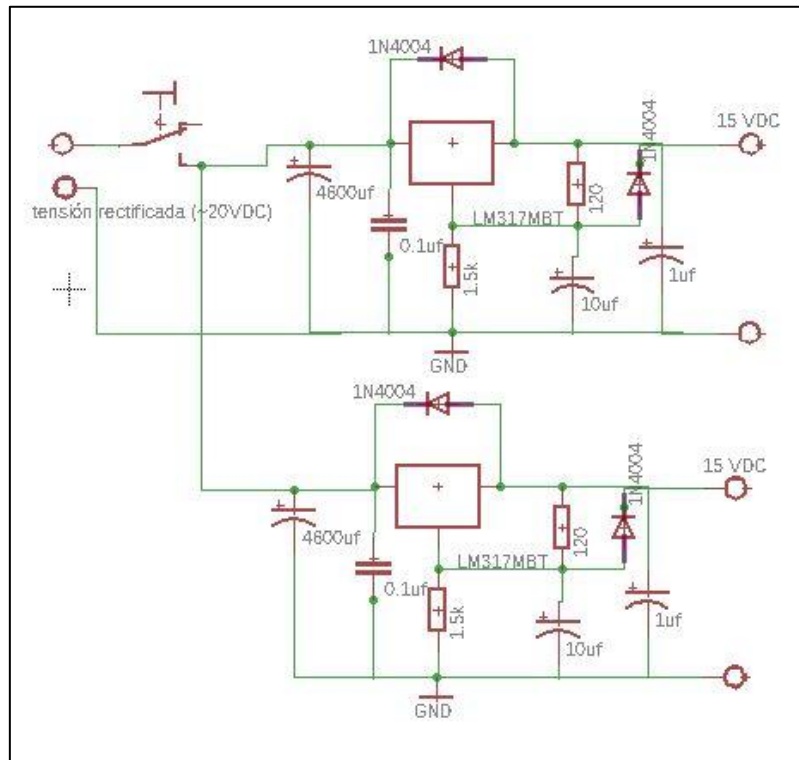 1N4004
1N4004
15 VDC
4600uf
120
tensión rectificada (~20VDC)
LM317MBT
0.1uf
1.5k
10uf
1uf
GND
1N4004
1N4004
15 VDC
4600uf
120
LM317MBT
0.1uf
1.5k
10uf
1uf
GND